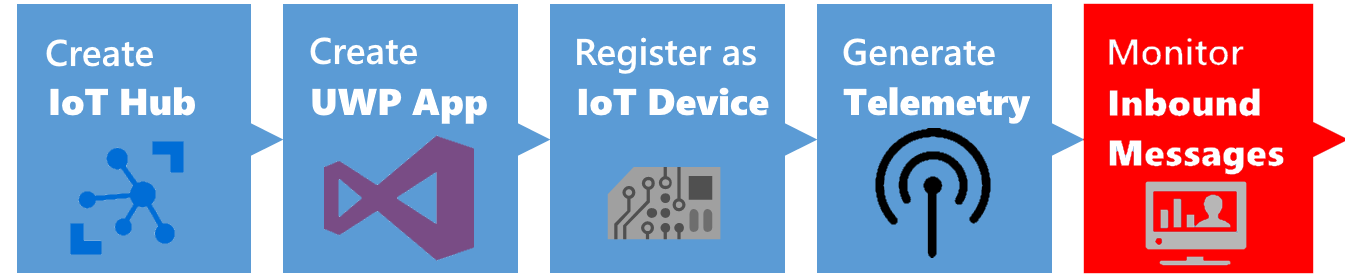 Create
IoT Hub
Create
UWP App
Register as
IoT Device
Generate
Telemetry
Monitor
Inbound
Messages